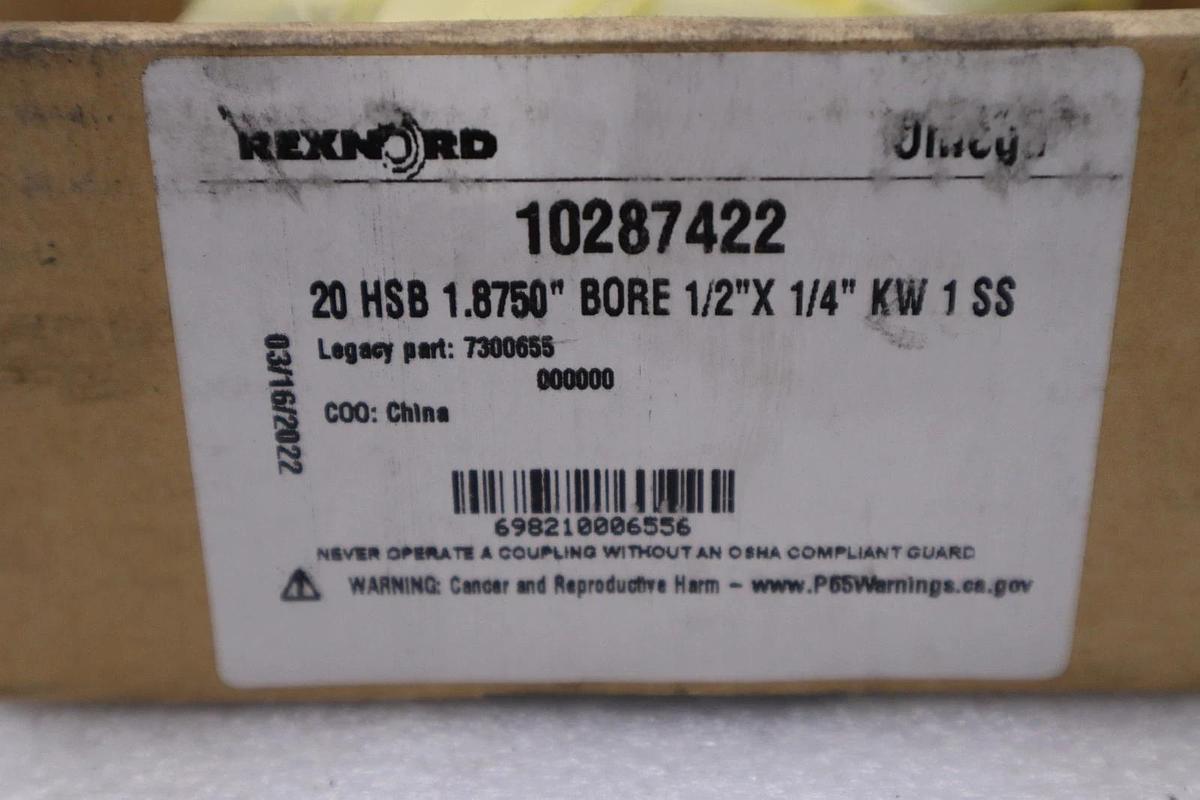 REXNORD
Omega
10287422
20 HSB 1.8750" BORE 1/2"X 1/4" KW 1 SS
Legacy part: 7300655
000000
COO: China
03/16/2022
698210006556
NEVER OPERATE A COUPLING WITHOUT AN OSHA COMPLIANT GUARD
WARNING: Cancer and Reproductive Harm – www.P65Warnings.ca.gov